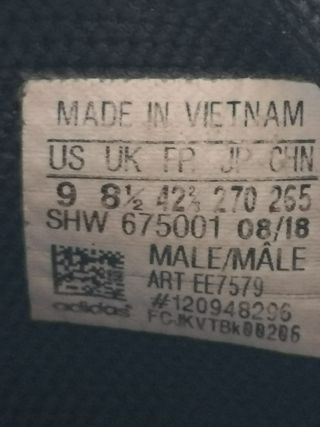 MADE IN VIETNAM
US UK FR JP CHN
9 8½ 42⅔ 270 265
SHW 675001 08/18
MALE/MÂLE
ART EE7579
#120948296
adidas